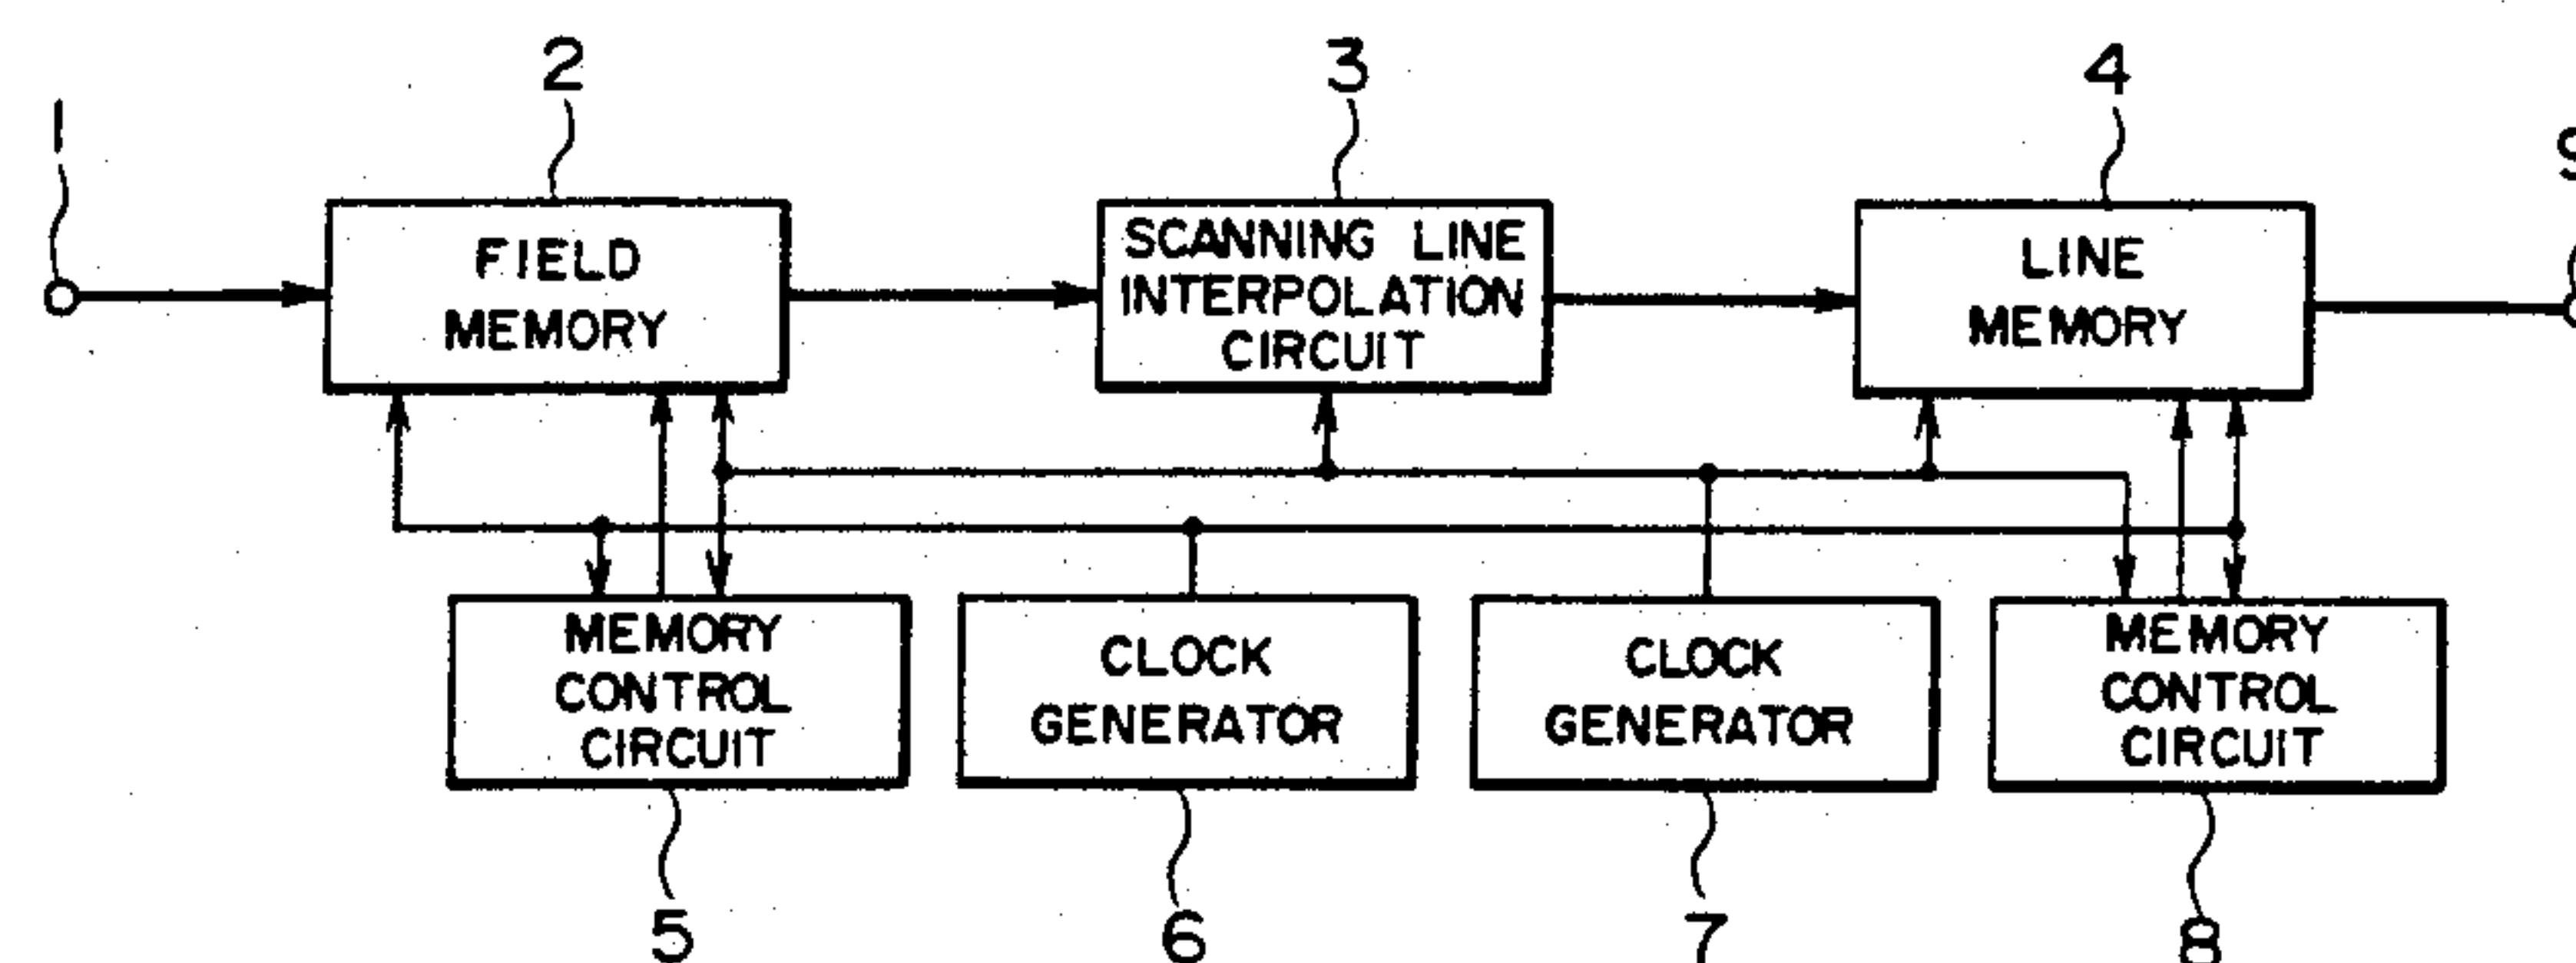 1
2
3
4
FIELD
MEMORY
SCANNING LINE
INTERPOLATION
CIRCUIT
LINE
MEMORY
MEMORY
CONTROL
CIRCUIT
CLOCK
GENERATOR
CLOCK
GENERATOR
MEMORY
CONTROL
CIRCUIT
5
6
7
8